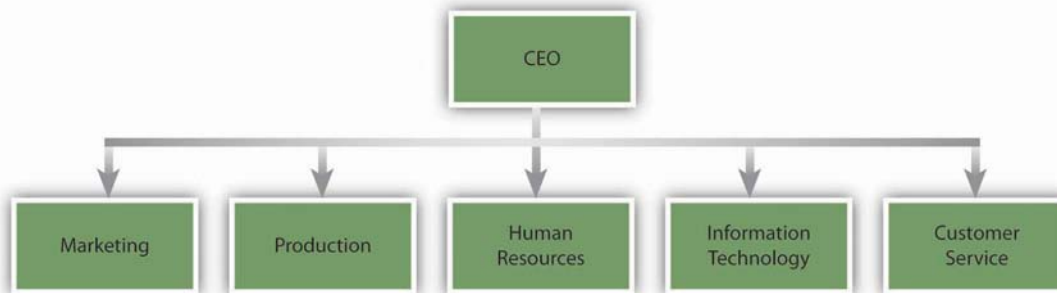 CEO
Marketing
Production
Human
Resources
Information
Technology
Customer
Service